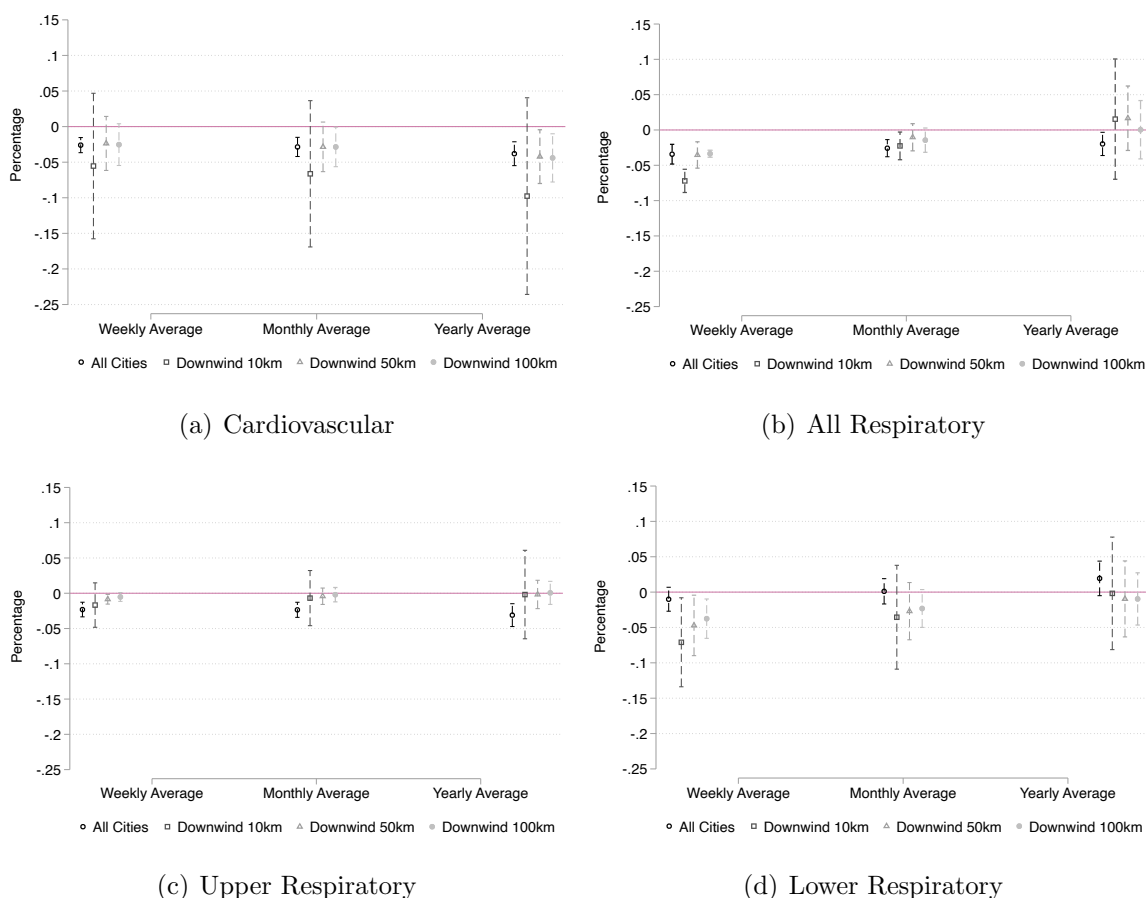 .15
.1
.05
0
-.05
-.1
-.15
-.2
-.25
Percentage
Weekly Average Monthly Average Yearly Average
All Cities Downwind 10km Downwind 50km Downwind 100km
(a) Cardiovascular
.15
.1
.05
0
-.05
-.1
-.15
-.2
-.25
Percentage
Weekly Average Monthly Average Yearly Average
All Cities Downwind 10km Downwind 50km Downwind 100km
(b) All Respiratory
.15
.1
.05
0
-.05
-.1
-.15
-.2
-.25
Percentage
Weekly Average Monthly Average Yearly Average
All Cities Downwind 10km Downwind 50km Downwind 100km
(c) Upper Respiratory
.15
.1
.05
0
-.05
-.1
-.15
-.2
-.25
Percentage
Weekly Average Monthly Average Yearly Average
All Cities Downwind 10km Downwind 50km Downwind 100km
(d) Lower Respiratory